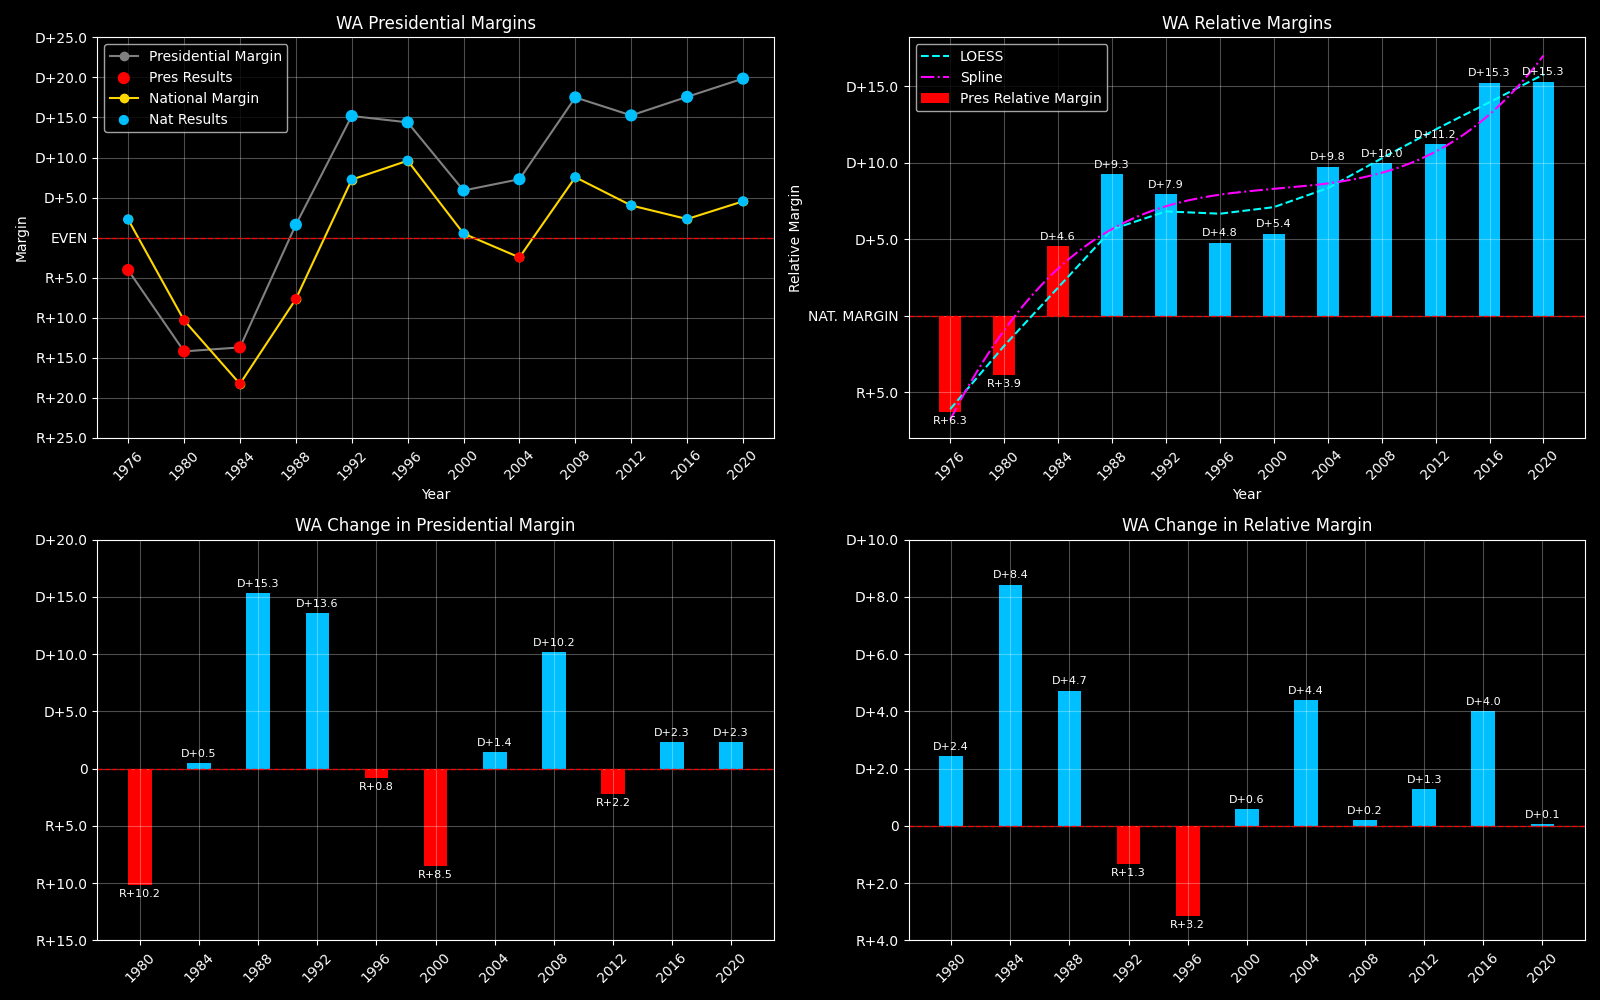 WA Presidential Margins
D+25.0
D+20.0
D+15.0
D+10.0
D+5.0
EVEN
R+5.0
R+10.0
R+15.0
R+20.0
R+25.0
Margin
Presidential Margin
Pres Results
National Margin
Nat Results
1976
1980
1984
1988
1992
1996
2000
2004
2008
2012
2016
2020
Year
WA Relative Margins
D+15.0
D+10.0
D+5.0
NAT. MARGIN
R+5.0
Relative Margin
LOESS
Spline
Pres Relative Margin
R+6.3
R+3.9
D+4.6
D+9.3
D+7.9
D+4.8
D+5.4
D+9.8
D+10.0
D+11.2
D+15.3
D+15.3
1976
1980
1984
1988
1992
1996
2000
2004
2008
2012
2016
2020
Year
WA Change in Presidential Margin
D+20.0
D+15.0
D+10.0
D+5.0
0
R+5.0
R+10.0
R+15.0
R+10.2
D+0.5
D+15.3
D+13.6
R+0.8
R+8.5
D+1.4
D+10.2
R+2.2
D+2.3
D+2.3
1980
1984
1988
1992
1996
2000
2004
2008
2012
2016
2020
WA Change in Relative Margin
D+10.0
D+8.0
D+6.0
D+4.0
D+2.0
0
R+2.0
R+4.0
D+2.4
D+8.4
D+4.7
R+1.3
R+3.2
D+0.6
D+4.4
D+0.2
D+1.3
D+4.0
D+0.1
1980
1984
1988
1992
1996
2000
2004
2008
2012
2016
2020